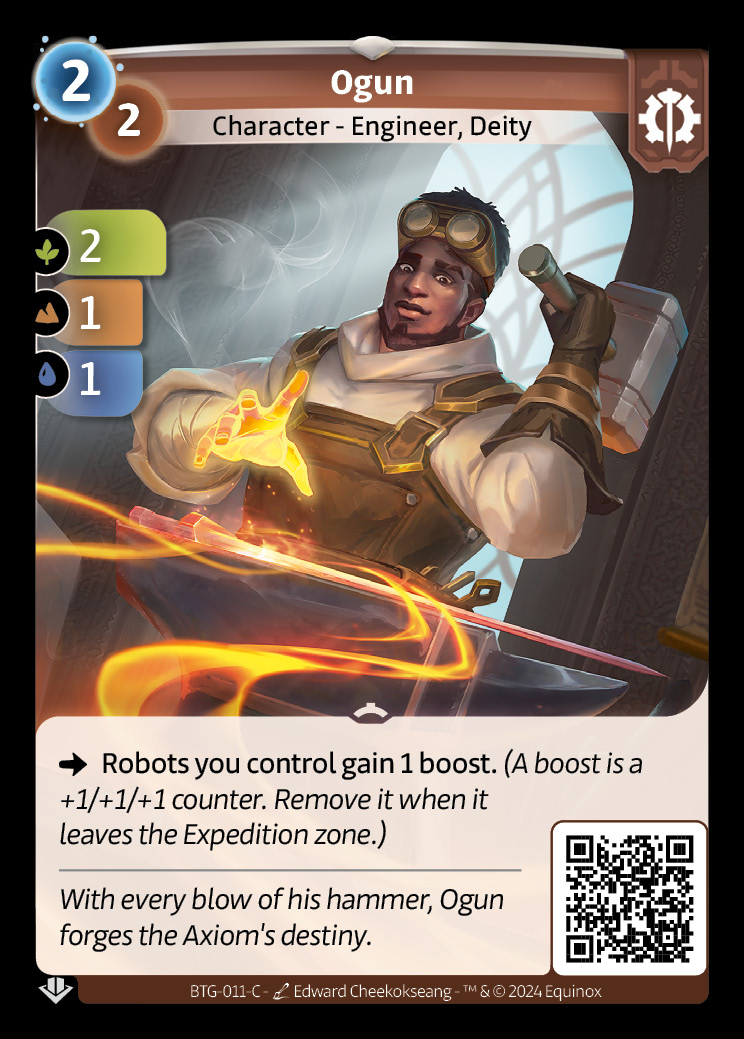 2
Ogun
2
Character - Engineer, Deity
2
1
1
Robots you control gain 1 boost. (A boost is a
+1/+1/+1 counter. Remove it when it
leaves the Expedition zone.)
With every blow of his hammer, Ogun
forges the Axiom's destiny.
BTG-011-C - Edward Cheekokseang - ™ & © 2024 Equinox